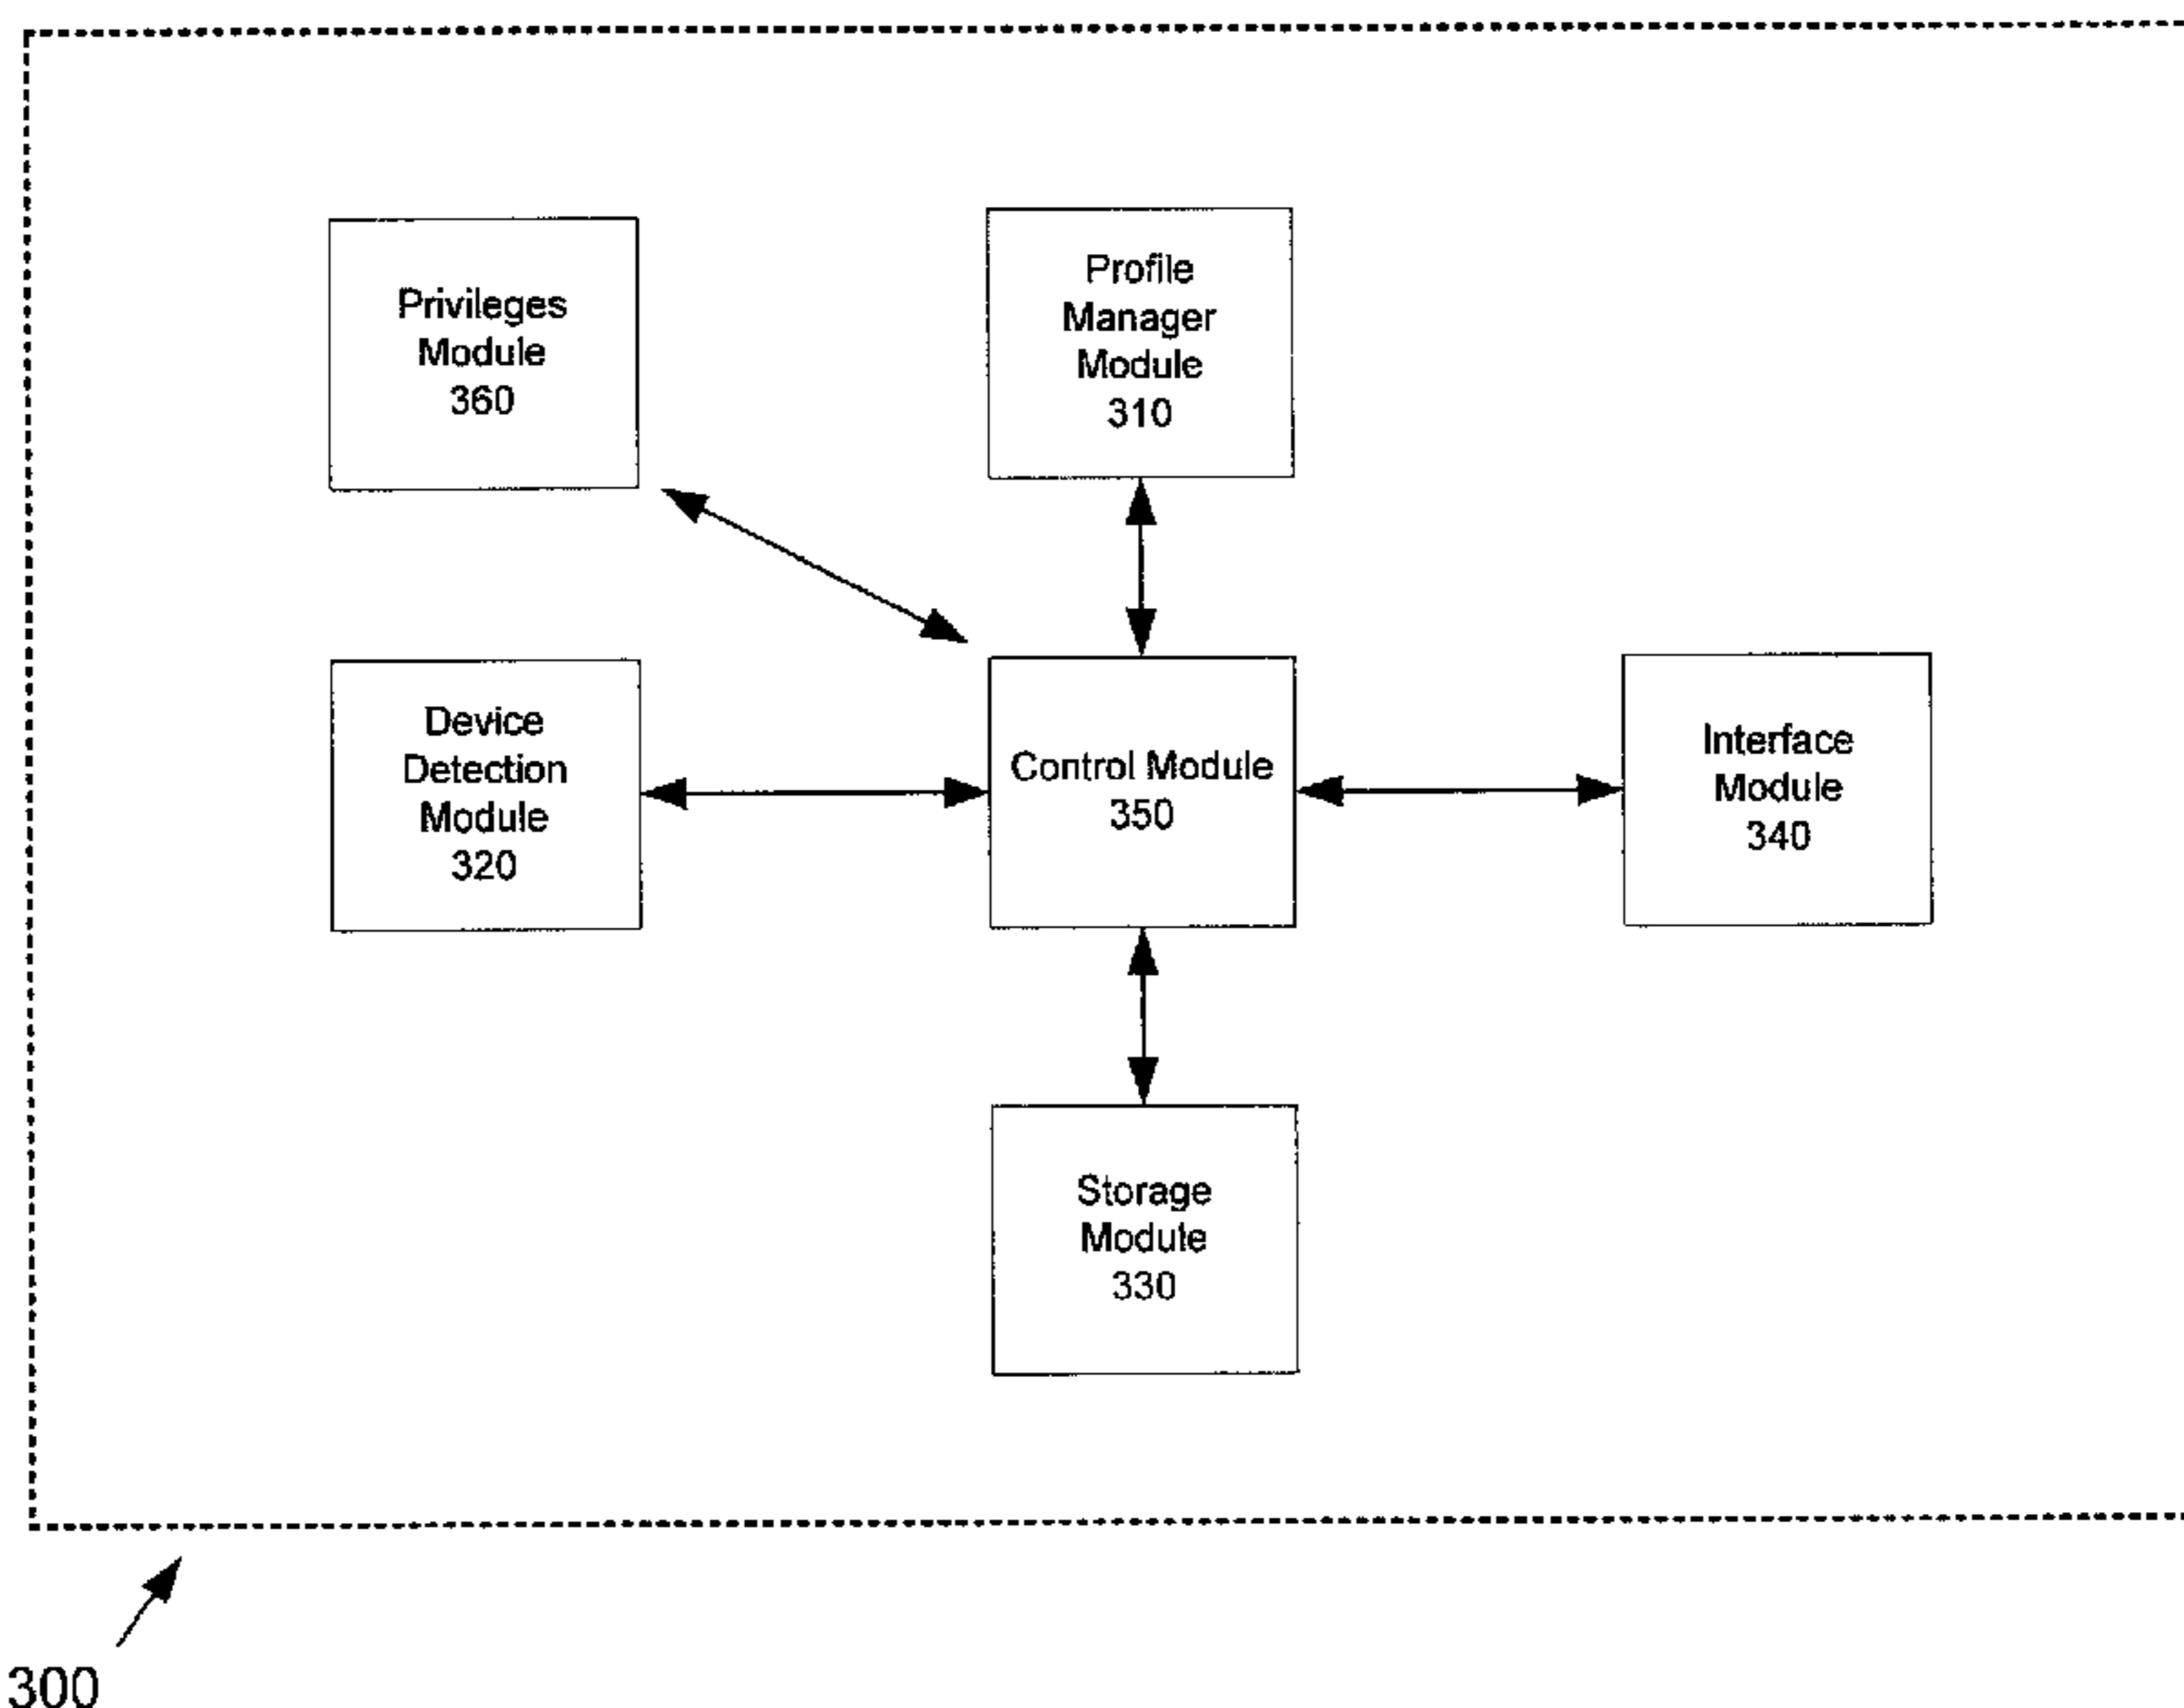 Privileges
Module
360
Profile
Manager
Module
310
Device
Detection
Module
320
Control Module
350
Interface
Module
340
Storage
Module
330
300